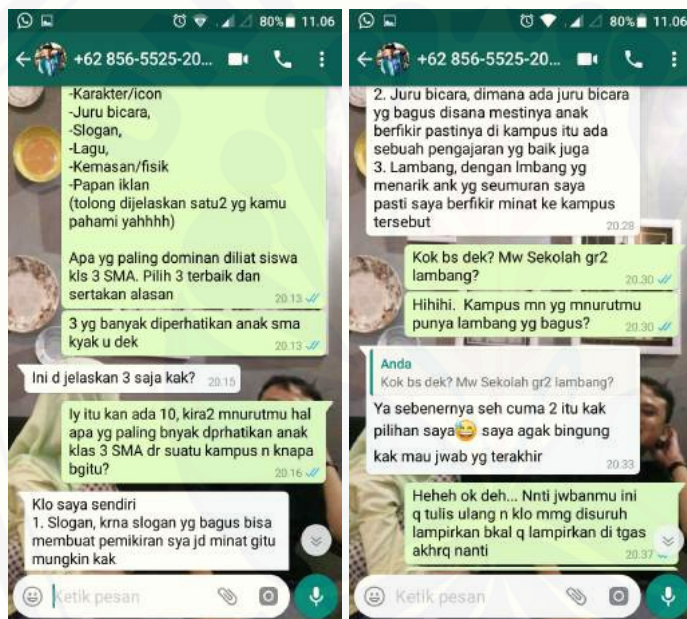 80% 11.06
+62 856-5525-20...
-Karakter/icon
-Juru bicara,
-Slogan,
-Lagu,
-Kemasan/fisik
-Papan iklan
(tolong dijelaskan satu2 yg kamu
pahami yahhhh)
Apa yg paling dominan diliat siswa
kls 3 SMA. Pilih 3 terbaik dan
sertakan alasan
20.13
3 yg banyak diperhatikan anak sma
kyak u dek
20.13
Ini d jelaskan 3 saja kak?
20.15
Iy itu kan ada 10, kira2 mnurutmu hal
apa yg paling bnyak dprhatikan anak
klas 3 SMA dr suatu kampus n knapa
bgitu?
20.16
Klo saya sendiri
1. Slogan, krna slogan yg bagus bisa
membuat pemikiran sya jd minat gitu
mungkin kak
Ketik pesan
80% 11.06
+62 856-5525-20...
2. Juru bicara, dimana ada juru bicara
yg bagus disana mestinya anak
berfikir pastinya di kampus itu ada
sebuah pengajaran yg baik juga
3. Lambang, dengan lmbang yg
menarik ank yg seumuran saya
pasti saya berfikir minat ke kampus
tersebut
20.28
Kok bs dek? Mw Sekolah gr2
lambang?
20.30
Hihihi. Kampus mn yg mnurutmu
punya lambang yg bagus?
20.30
Anda
Kok bs dek? Mw Sekolah gr2 lambang?
Ya sebenernya seh cuma 2 itu kak
pilihan saya😅 saya agak bingung
kak mau jwab yg terakhir
20.33
Heheh ok deh... Nnti jwbanmu ini
q tulis ulang n klo mmg disuruh
lampirkan bkal q lampirkan di tgas
akhrq nanti
20.37
Ketik pesan